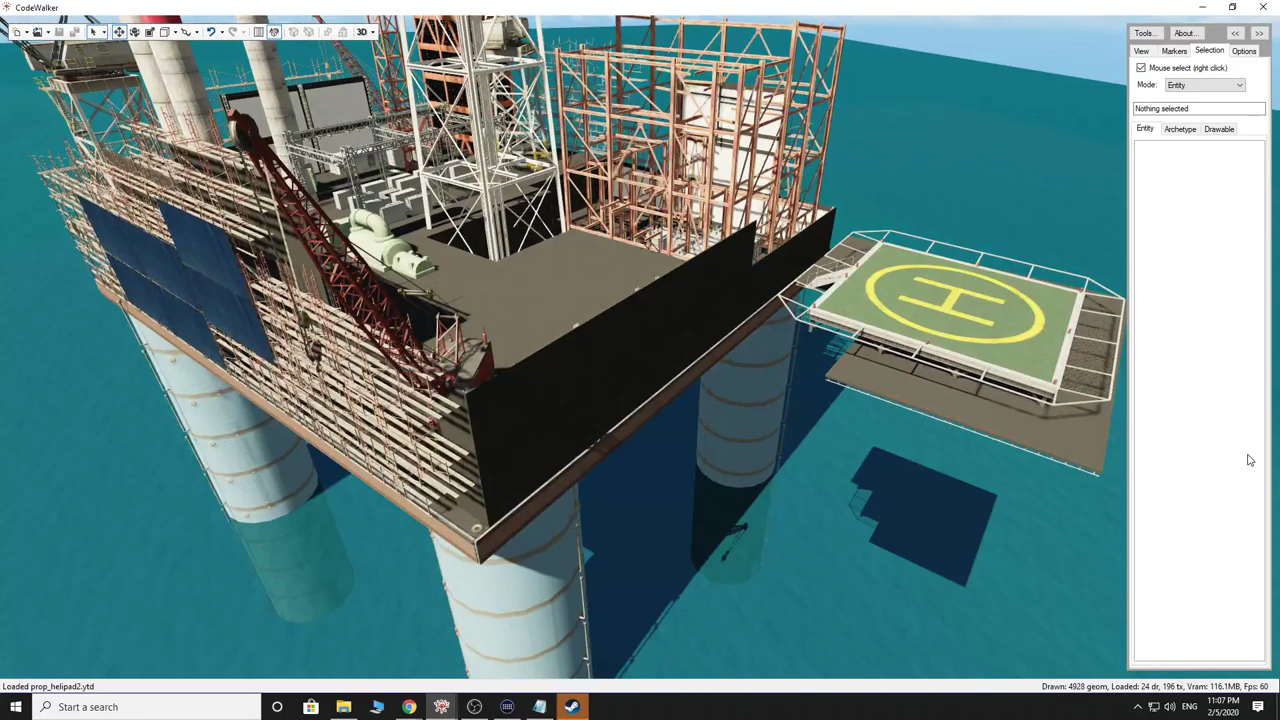 CodeWalker
3D
Tools... About... << >>
View Markers Selection Options
Mouse select (right click)
Mode: Entity
Nothing selected
Entity Archetype Drawable
H
Loaded prop_helipad2.ytd
Drawn: 4928 geom, Loaded: 24 dr, 196 tx, Vram: 116.1MB, Fps: 60
Start a search
ENG
11:07 PM
2/5/2020